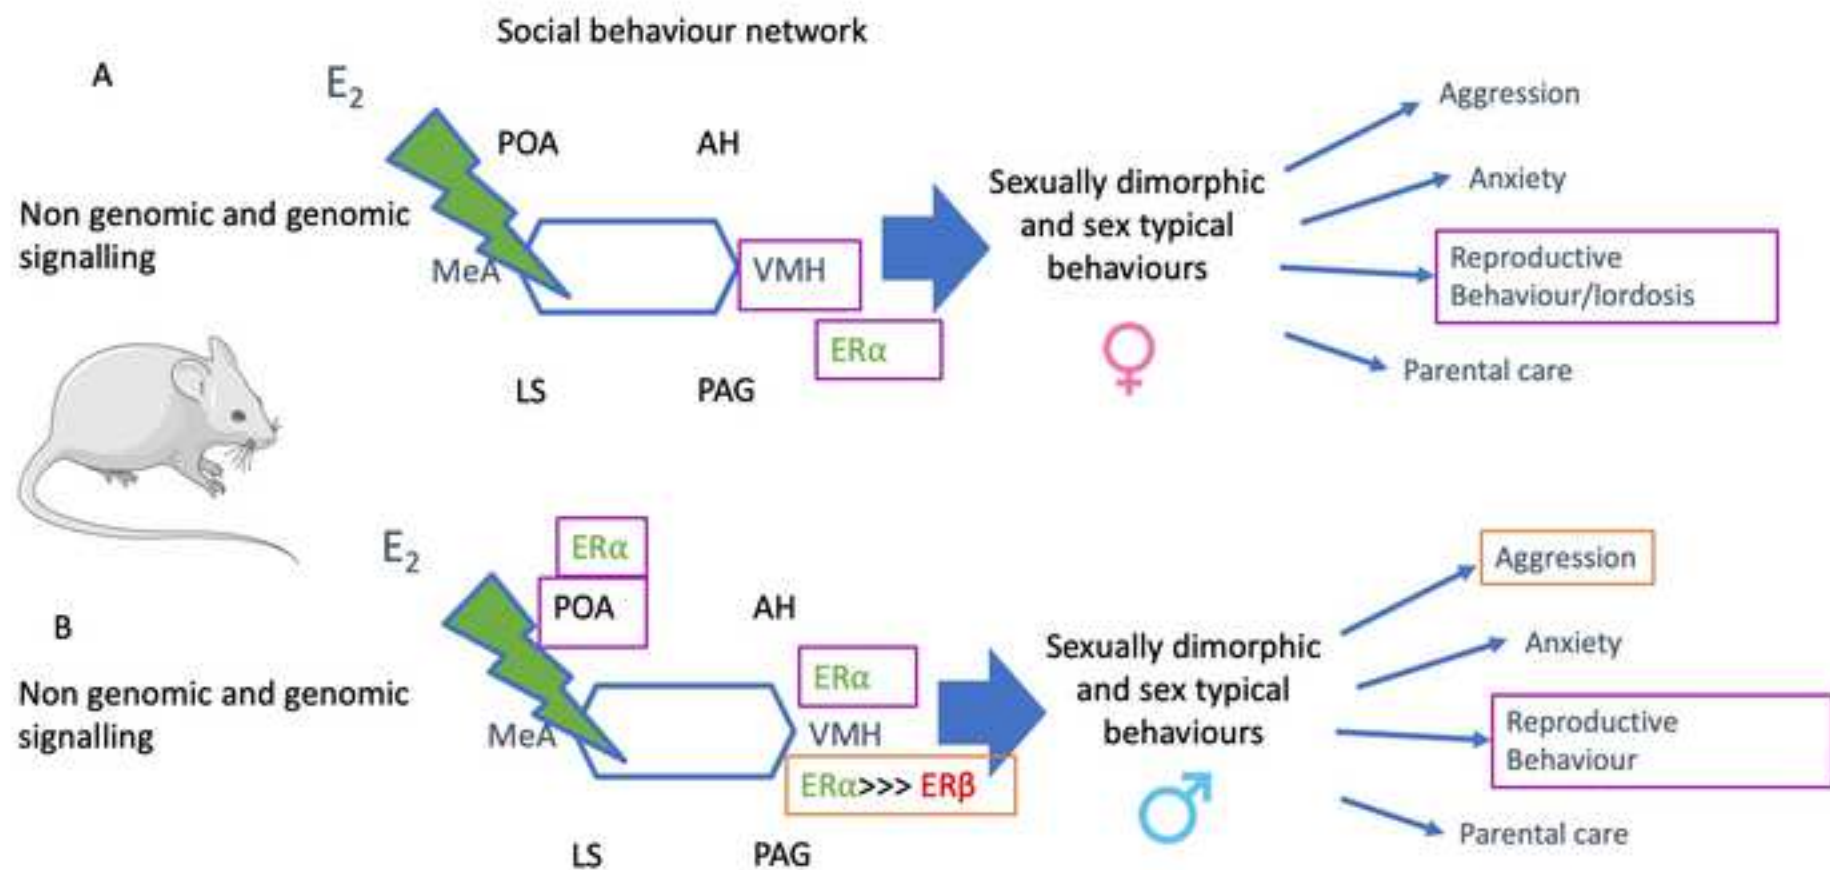 Social behaviour network
A
E₂
POA
AH
Non genomic and genomic
signalling
MeA
VMH
ERα
LS
PAG
Sexually dimorphic
and sex typical
behaviours
Aggression
Anxiety
Reproductive
Behaviour/lordosis
Parental care
B
E₂
ERα
POA
AH
Non genomic and genomic
signalling
MeA
ERα
VMH
ERα>>> ERβ
LS
PAG
Sexually dimorphic
and sex typical
behaviours
Aggression
Anxiety
Reproductive
Behaviour
Parental care